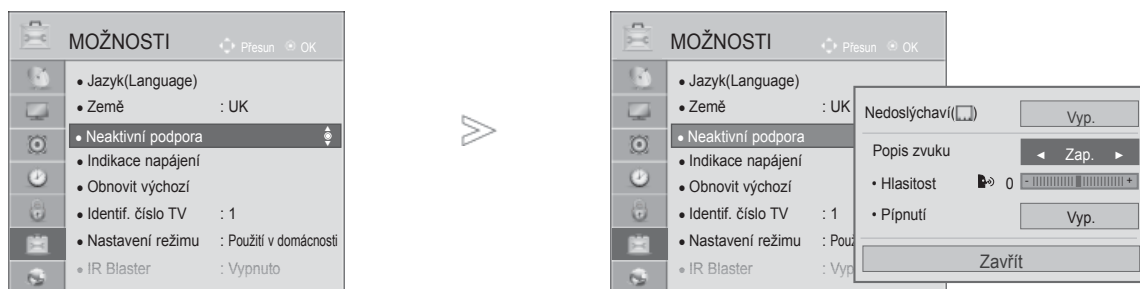 MOŽNOSTI Přesun OK
• Jazyk(Language)
• Země : UK
• Neaktivní podpora
• Indikace napájení
• Obnovit výchozí
• Identif. číslo TV : 1
• Nastavení režimu : Použití v domácnosti
• IR Blaster : Vypnuto
MOŽNOSTI Přesun OK
• Jazyk(Language)
• Země : UK
• Neaktivní podpora
• Indikace napájení
• Obnovit výchozí
• Identif. číslo TV : 1
• Nastavení režimu : Použ
• IR Blaster : Vyp
Nedoslýchaví( ) Vyp.
Popis zvuku ◄ Zap. ►
• Hlasitost 0 - +
• Pípnutí Vyp.
Zavřít